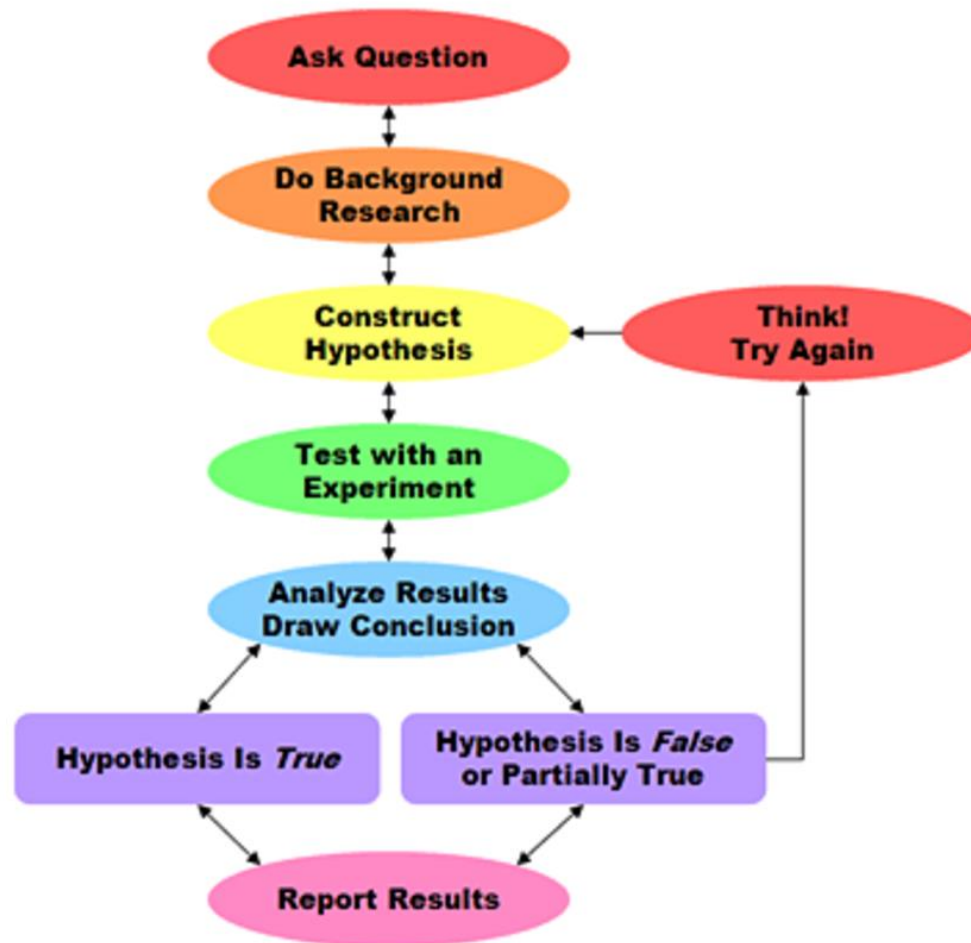 Ask Question
Do Background
Research
Construct
Hypothesis
Think!
Try Again
Test with an
Experiment
Analyze Results
Draw Conclusion
Hypothesis Is True
Hypothesis Is False
or Partially True
Report Results